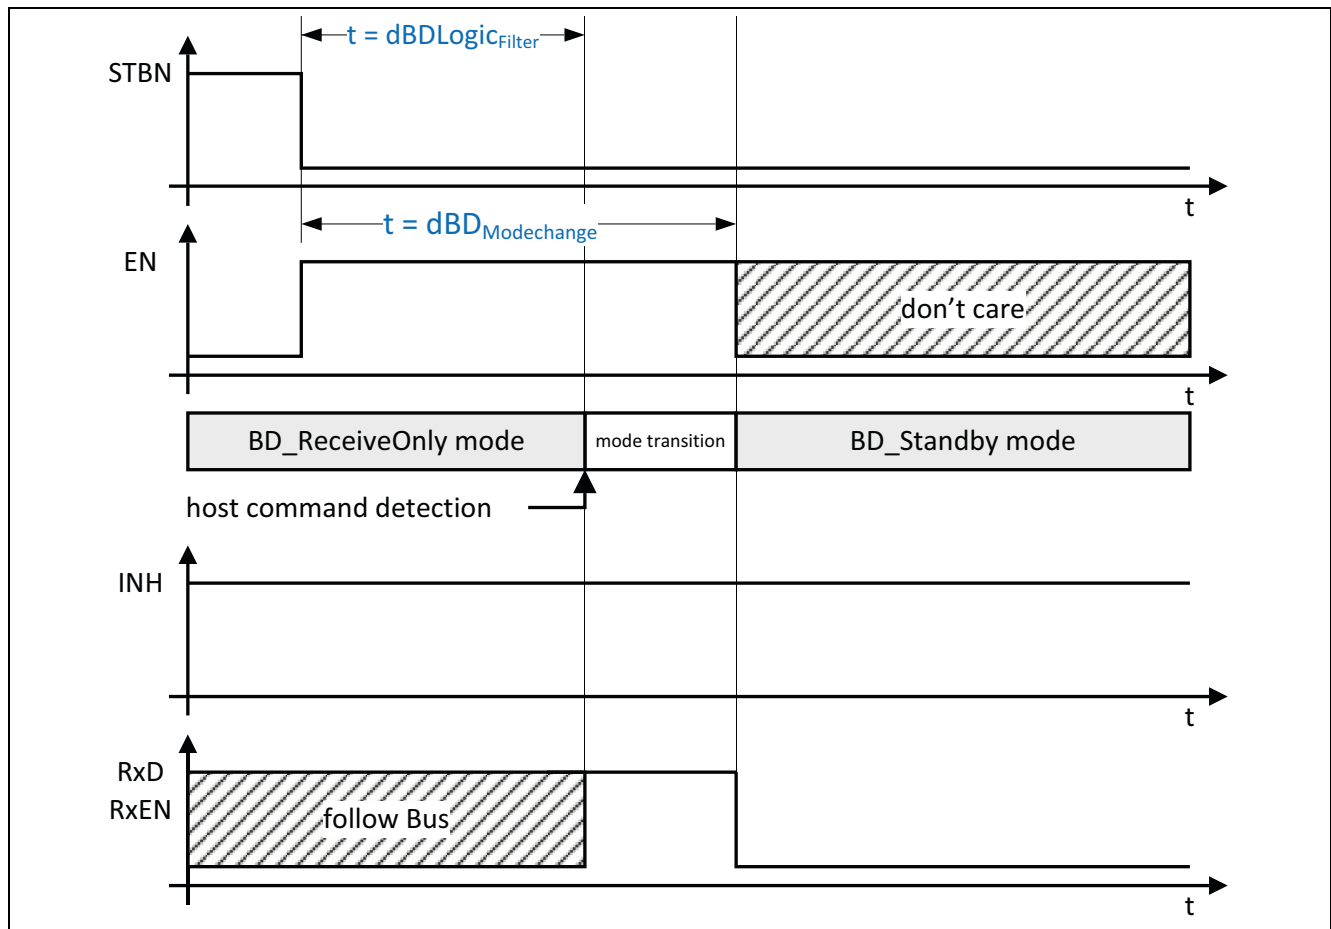 t = dBDLogicFilter
STBN
t
t = dBDModechange
EN
don't care
t
BD_ReceiveOnly mode
mode transition
BD_Standby mode
host command detection
INH
t
RxD
RxEN
follow Bus
t